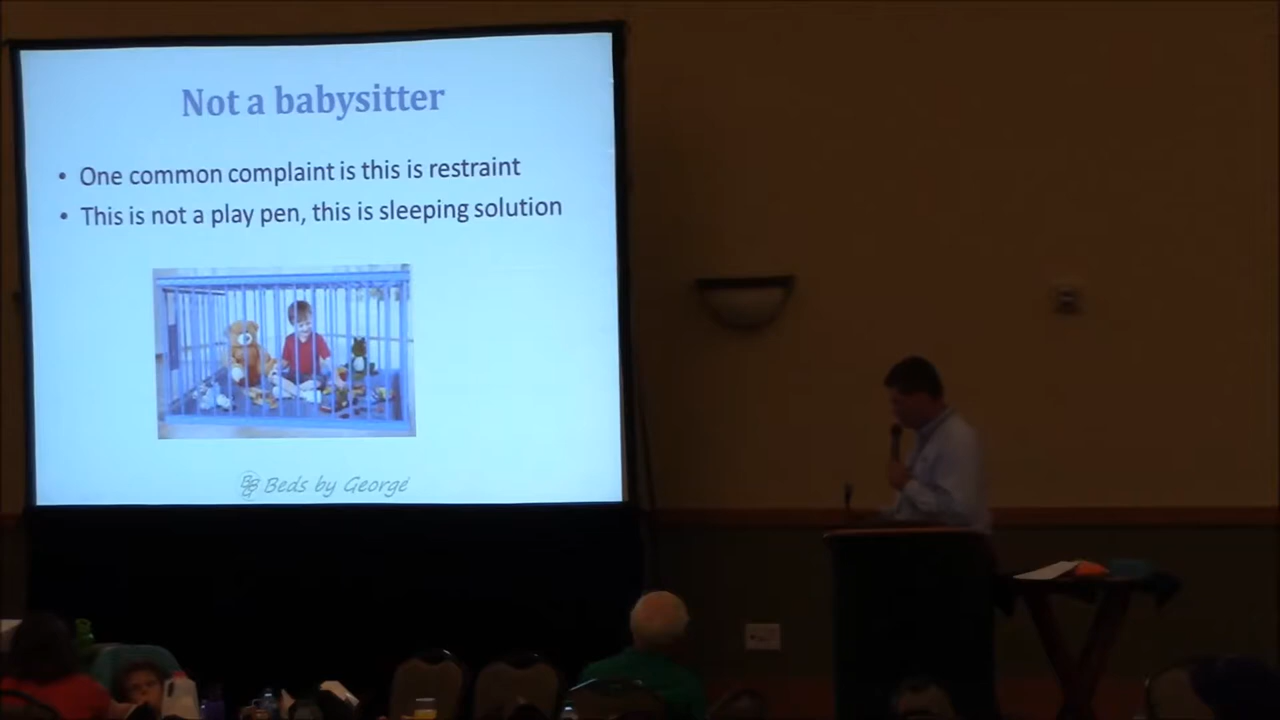 Not a babysitter
• One common complaint is this is restraint
• This is not a play pen, this is sleeping solution
Beds by George